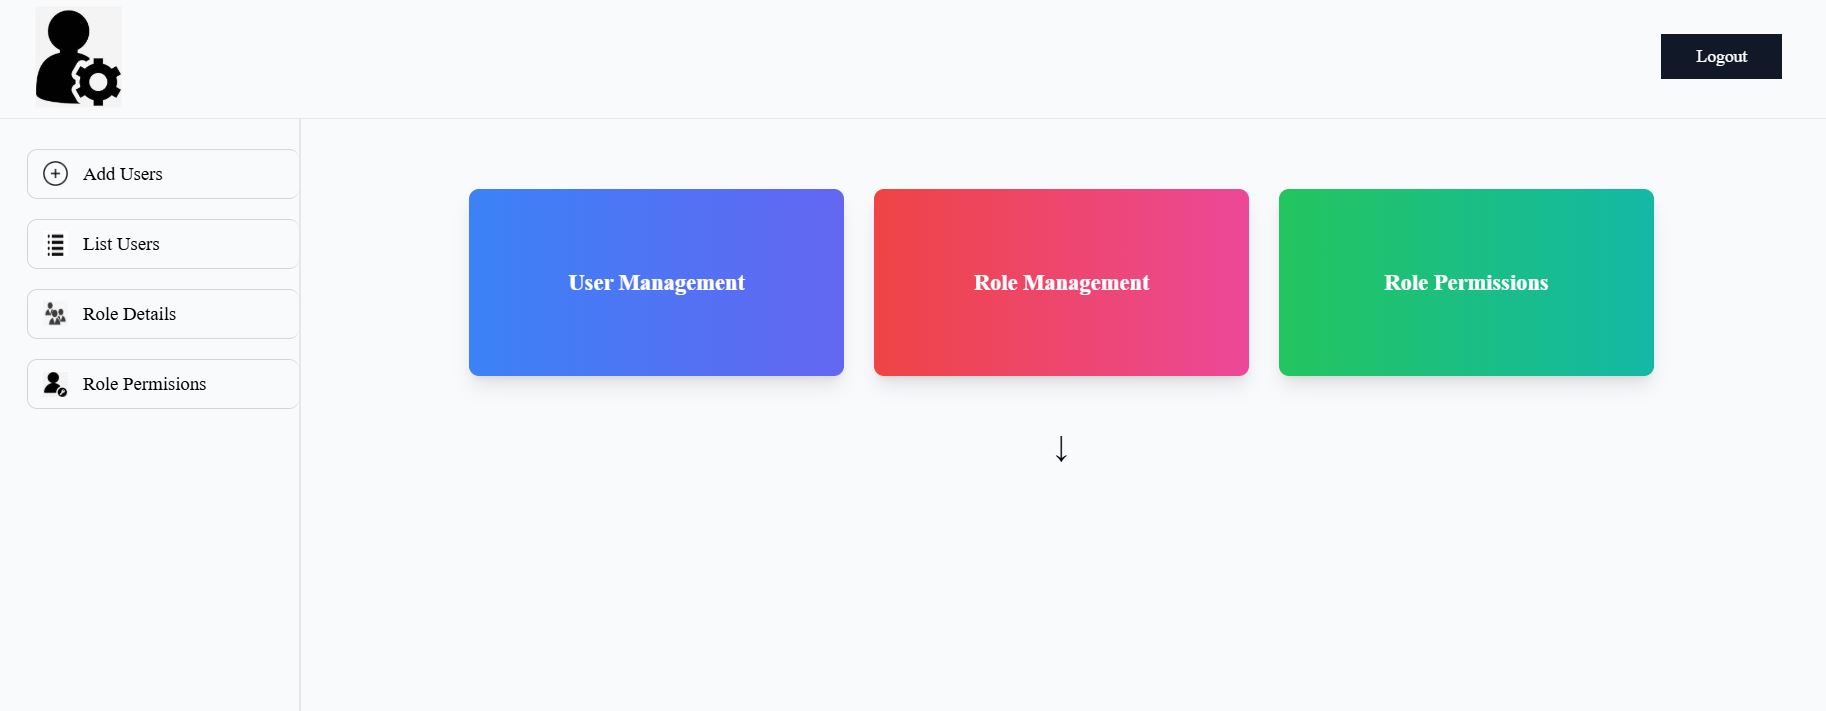 Logout
Add Users
List Users
Role Details
Role Permisions
User Management
Role Management
Role Permissions
↓